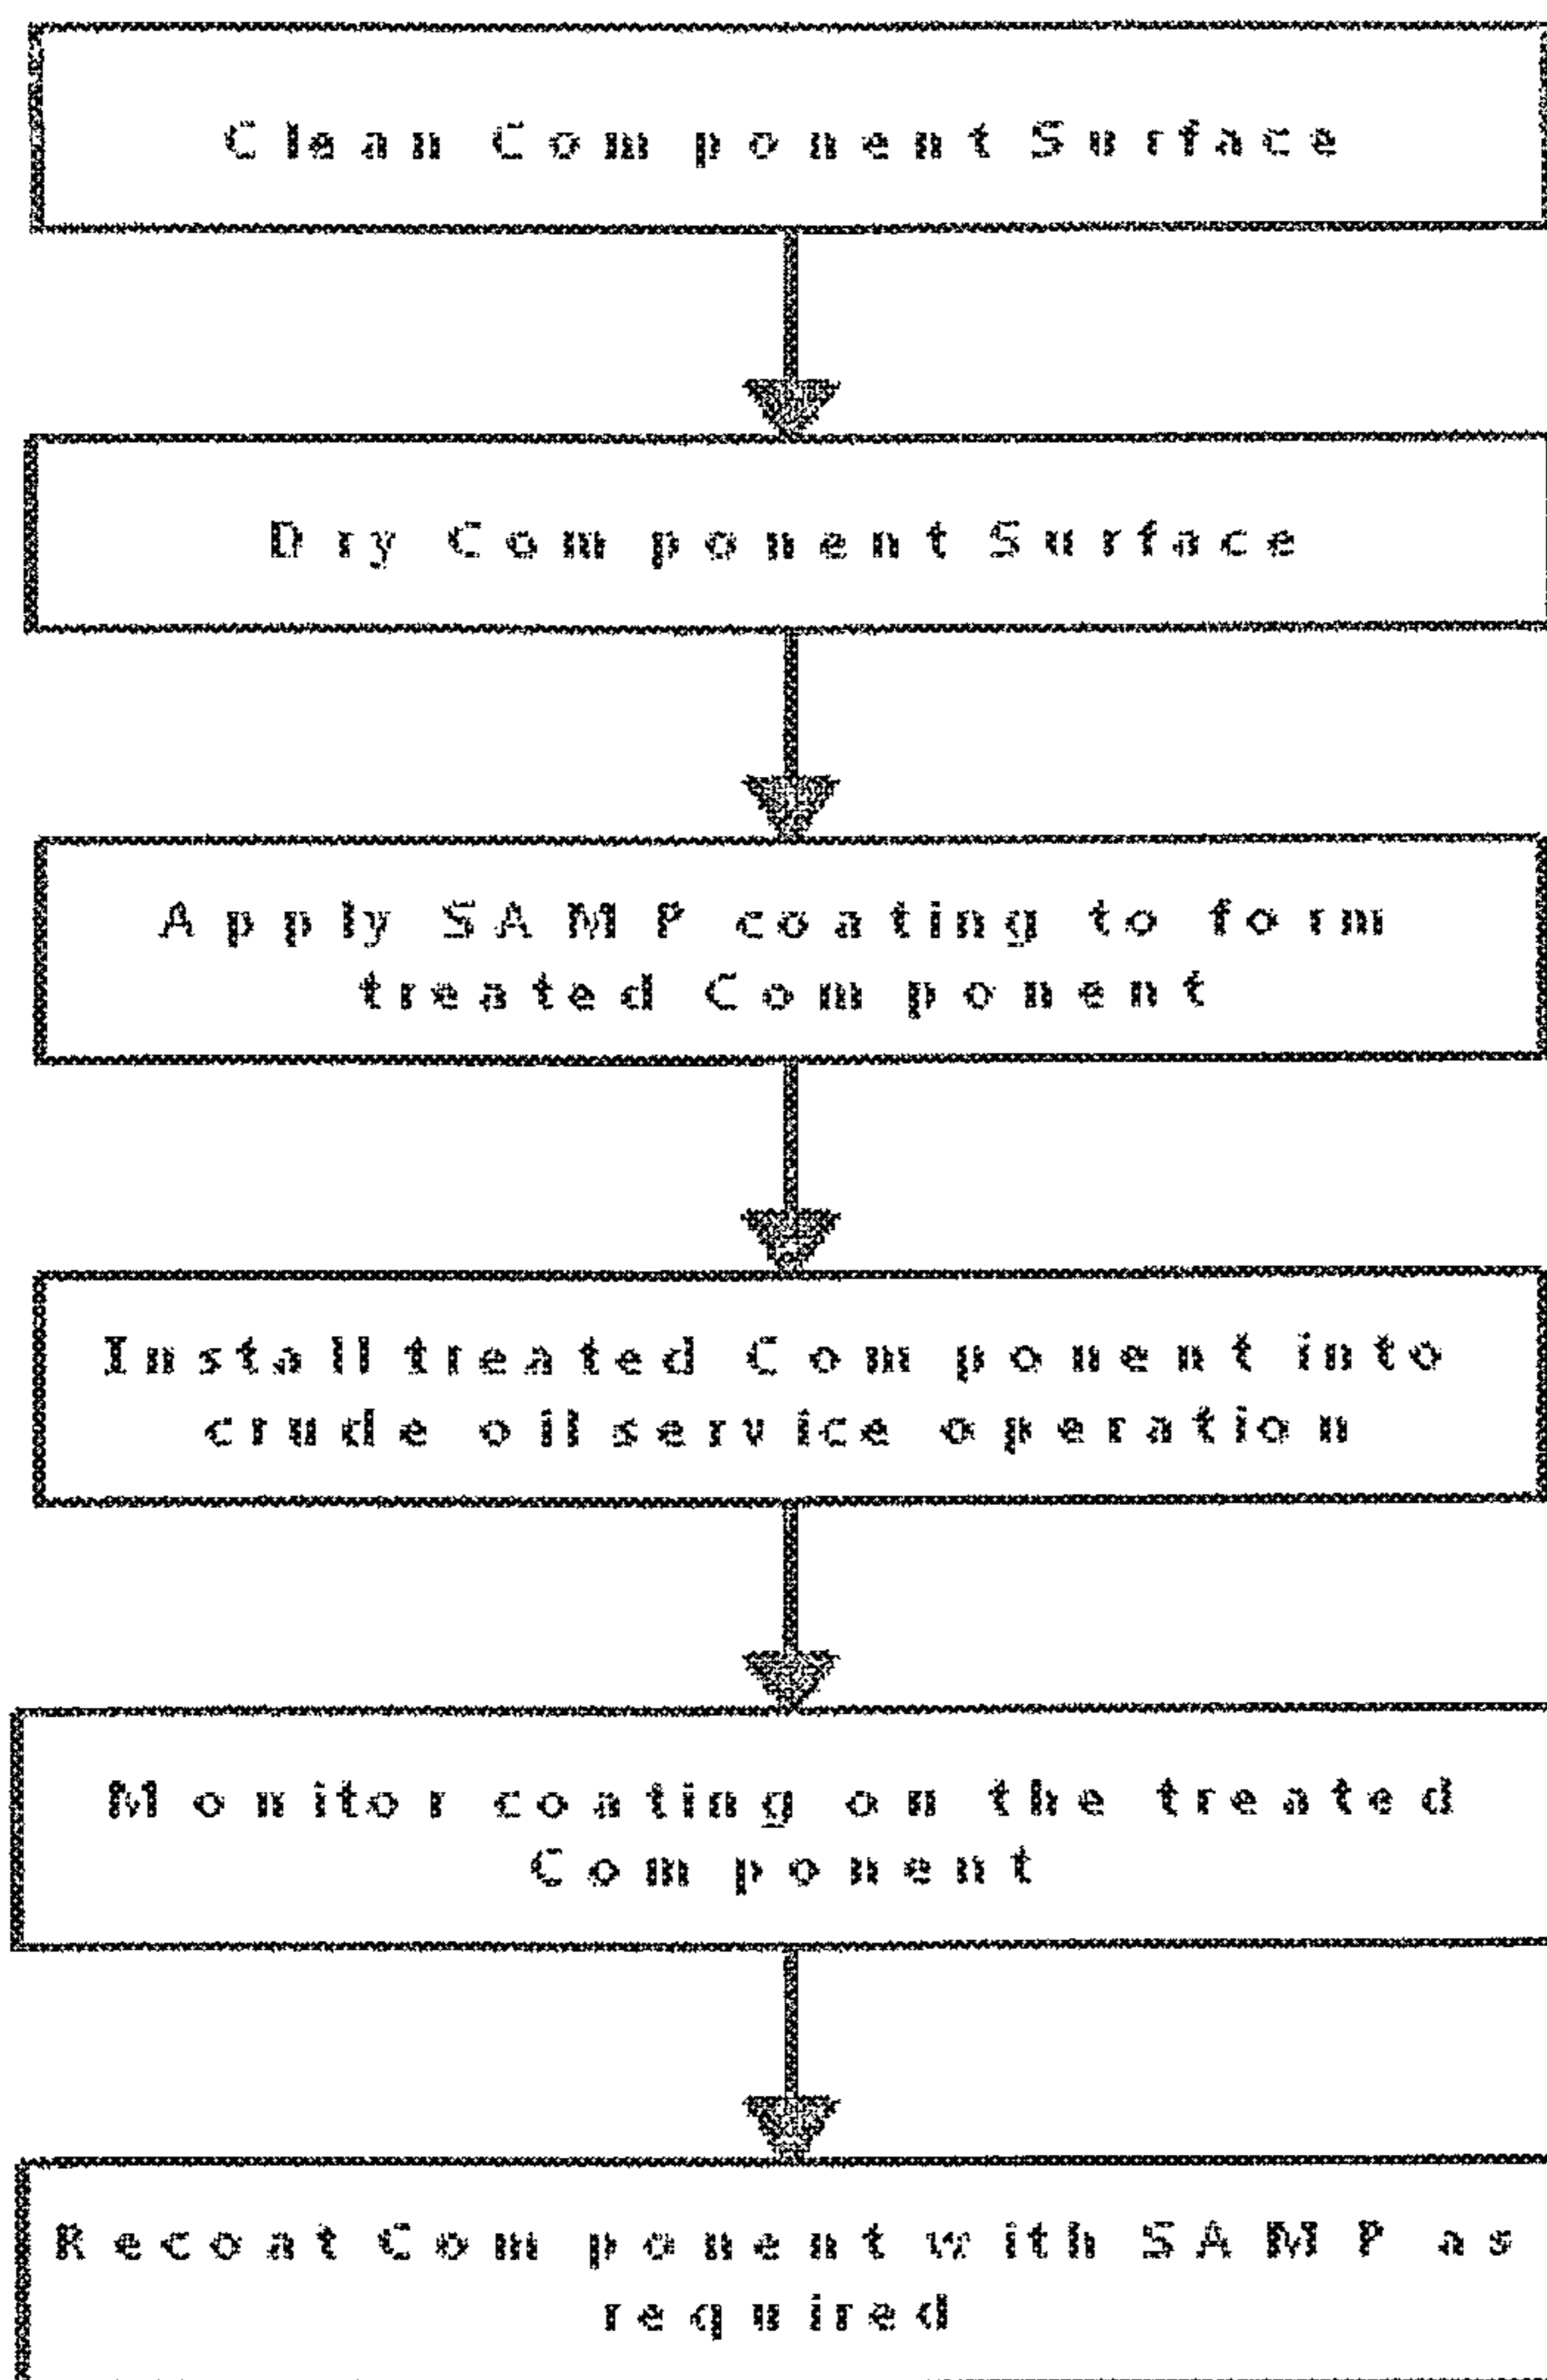 Clean Component Surface
Dry Component Surface
Apply SAMP coating to form
treated Component
Install treated Component into
crude oil service operation
Monitor coating on the treated
Component
Recoat Component with SAMP as
required